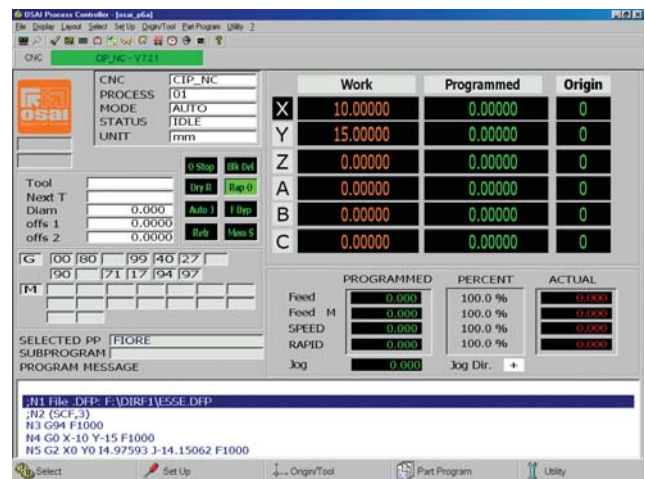 OSAI Process Controller - [osai_p6a]
File Display Layout Select Set Up Origin/Tool Part Program Utility ?
CNC CIP_NC - V7.2.1
osai
CNC CIP_NC
PROCESS 01
MODE AUTO
STATUS IDLE
UNIT mm
Work Programmed Origin
X 10.00000 0.00000 0
Y 15.00000 0.00000 0
Z 0.00000 0.00000 0
A 0.00000 0.00000 0
B 0.00000 0.00000 0
C 0.00000 0.00000 0
Tool
Next T
Diam 0.000
offs 1 0.0000
offs 2 0.0000
O Stop Blk Del
Dry R Rap O
Auto F Byp
Retr Mem S
G 00 80 99 40 27
90 71 17 94 97
M
PROGRAMMED PERCENT ACTUAL
Feed 0.000 100.0 % 0.000
Feed M 0.000 100.0 % 0.000
SPEED 0.000 100.0 % 0.000
RAPID 0.000 100.0 % 0.000
Jog 0.000 Jog Dir. +
SELECTED PP FIORE
SUBPROGRAM
PROGRAM MESSAGE
;N1 File .DFP: F:\DIRF1\ESSE.DFP
;N2 (SCF,3)
N3 G94 F1000
N4 G0 X-10 Y-15 F1000
N5 G2 X0 Y0 I4.97593 J-14.15062 F1000
Select Set Up Origin/Tool Part Program Utility